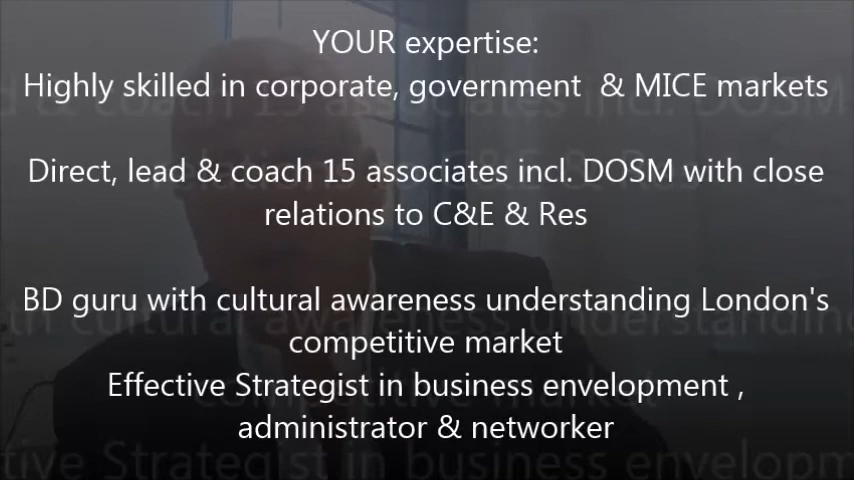 YOUR expertise:
Highly skilled in corporate, government & MICE markets
Direct, lead & coach 15 associates incl. DOSM with close
relations to C&E & Res
BD guru with cultural awareness understanding London's
competitive market
Effective Strategist in business envelopment ,
administrator & networker